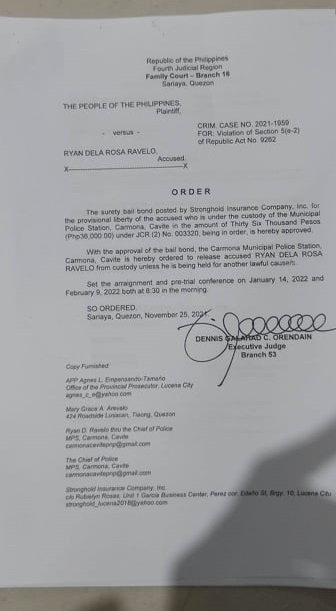 Republic of the Philippines
Fourth Judicial Region
Family Court – Branch 16
Sariaya, Quezon
THE PEOPLE OF THE PHILIPPINES,
Plaintiff,
CRIM. CASE NO. 2021-1959
- versus -
FOR: Violation of Section 5(e-2)
of Republic Act No. 9262
RYAN DELA ROSA RAVELO,
Accused.
X-----------------------------------X
O R D E R
The surety bail bond posted by Stronghold Insurance Company, Inc. for
the provisional liberty of the accused who is under the custody of the Municipal
Police Station, Carmona, Cavite in the amount of Thirty Six Thousand Pesos
(Php36,000.00) under JCR (2) No. 003320, being in order, is hereby approved.
With the approval of the bail bond, the Carmona Municipal Police Station,
Carmona, Cavite is hereby ordered to release accused RYAN DELA ROSA
RAVELO from custody unless he is being held for another lawful cause/s.
Set the arraignment and pre-trial conference on January 14, 2022 and
February 9, 2022 both at 8:30 in the morning.
SO ORDERED.
Sariaya, Quezon, November 25, 2021.
DENNIS GALAHAD C. ORENDAIN
Executive Judge
Branch 53
Copy Furnished:
APP Agnes L. Emperosando-Tamaño
Office of the Provincial Prosecutor, Lucena City
agnes_c_e@yahoo.com
Mary Grace A. Arevalo
424 Roadside Lusacan, Tiaong, Quezon
Ryan D. Ravelo thru the Chief of Police
MPS, Carmona, Cavite
carmonacavitepnp@gmail.com
The Chief of Police
MPS, Carmona, Cavite
carmonacavitepnp@gmail.com
Stronghold Insurance Company, Inc.
c/o Rubielyn Rosas, Unit 1 Garcia Business Center, Perez cor. Edaño St, Brgy. 10, Lucena City
stronghold_lucena2018@yahoo.com